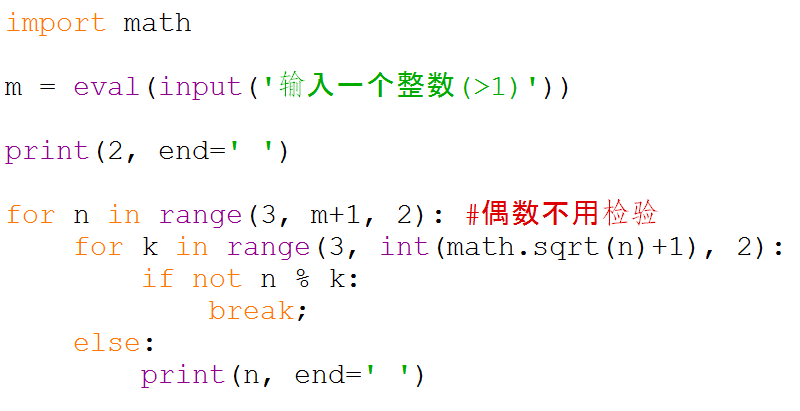 import math
m = eval(input('输入一个整数(>1)'))
print(2, end=' ')
for n in range(3, m+1, 2): #偶数不用检验
    for k in range(3, int(math.sqrt(n)+1), 2):
        if not n % k:
            break;
    else:
        print(n, end=' ')